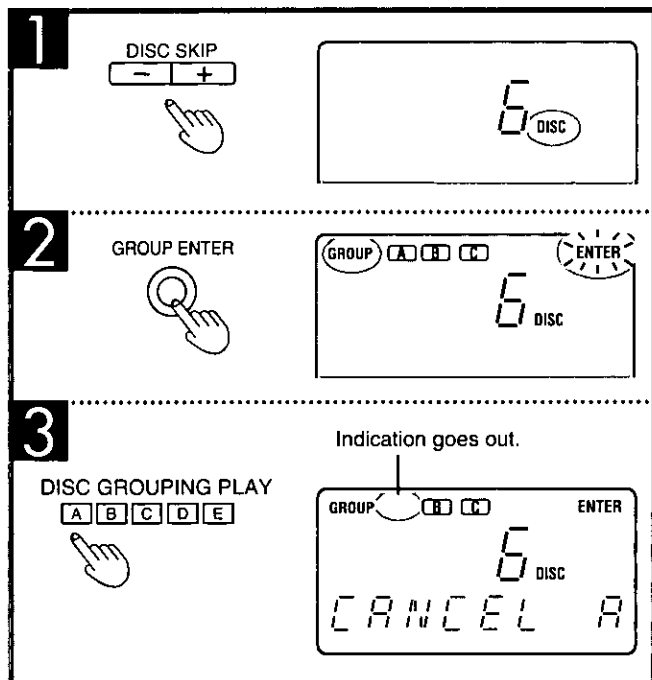 1
DISC SKIP
− +
6 DISC
2
GROUP ENTER
GROUP A B C ENTER
6 DISC
3
Indication goes out.
DISC GROUPING PLAY
A B C D E
GROUP B C ENTER
6 DISC
CANCEL A